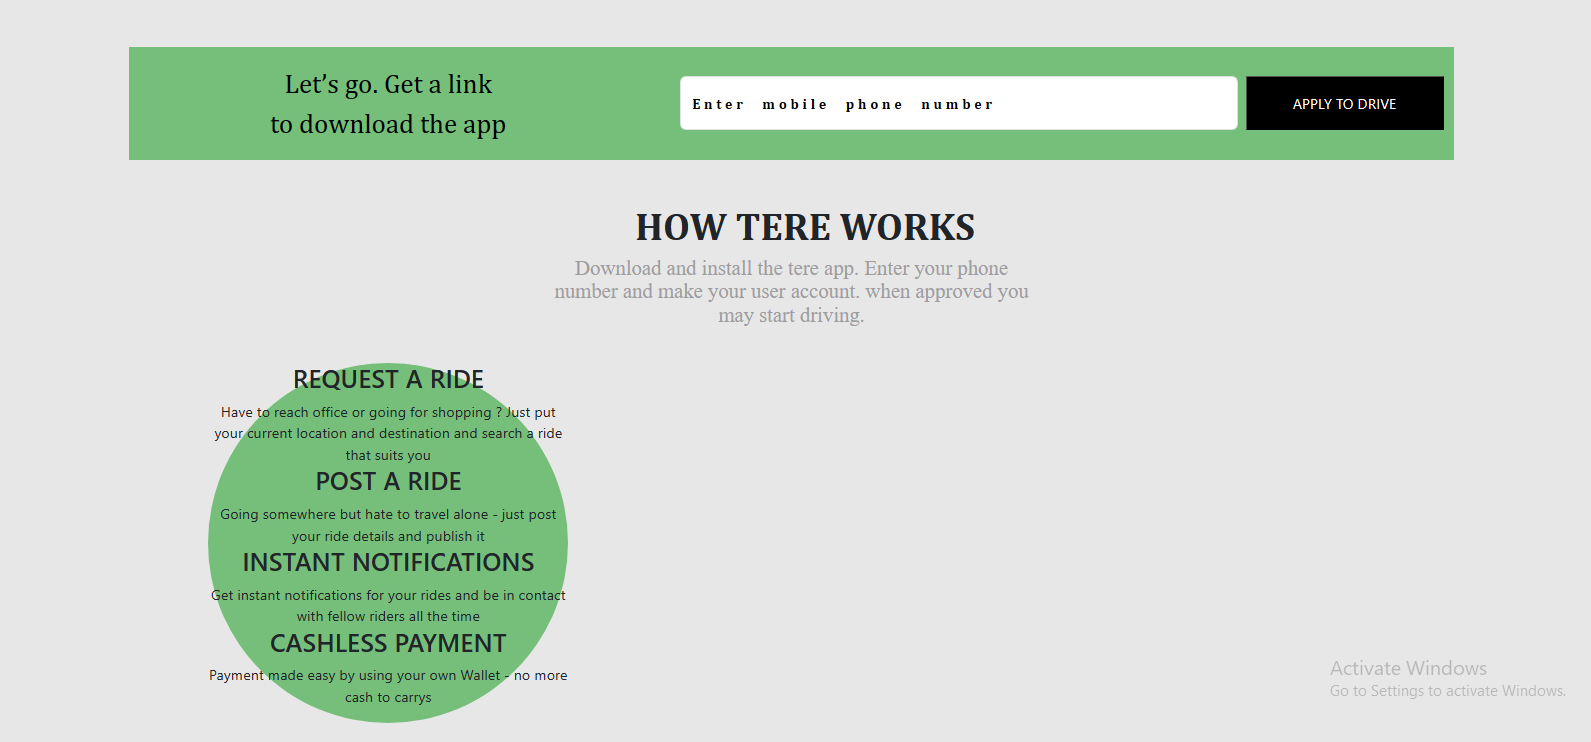 Let’s go. Get a link
to download the app
Enter mobile phone number
APPLY TO DRIVE
HOW TERE WORKS
Download and install the tere app. Enter your phone
number and make your user account. when approved you
may start driving.
REQUEST A RIDE
Have to reach office or going for shopping ? Just put
your current location and destination and search a ride
that suits you
POST A RIDE
Going somewhere but hate to travel alone - just post
your ride details and publish it
INSTANT NOTIFICATIONS
Get instant notifications for your rides and be in contact
with fellow riders all the time
CASHLESS PAYMENT
Payment made easy by using your own Wallet - no more
cash to carrys
Activate Windows
Go to Settings to activate Windows.